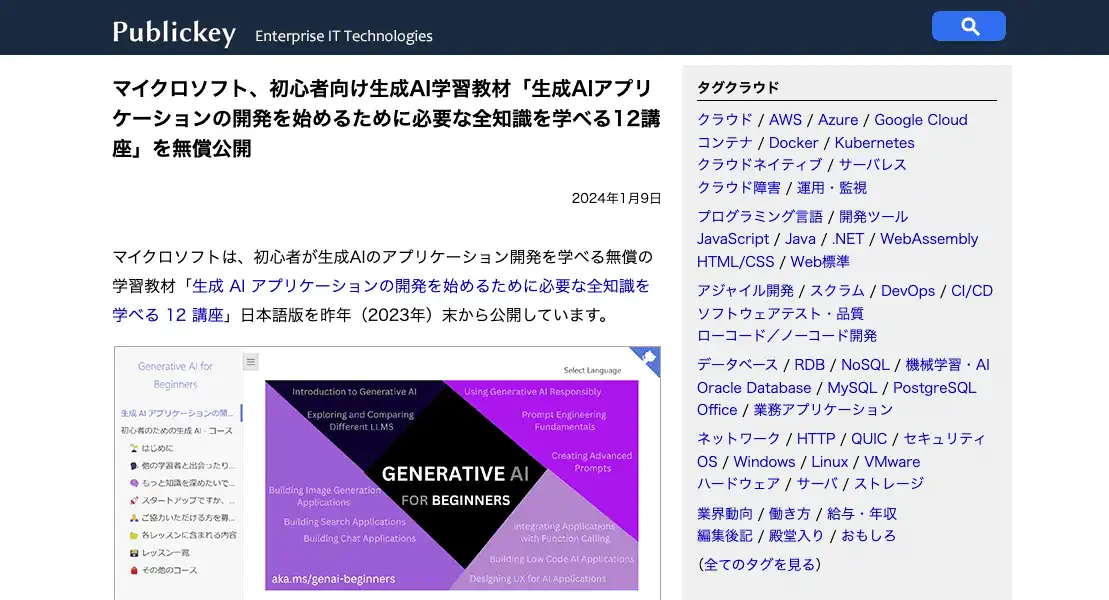 Publickey Enterprise IT Technologies
マイクロソフト、初心者向け生成AI学習教材「生成AIアプリ
ケーションの開発を始めるために必要な全知識を学べる12講
座」を無償公開
2024年1月9日
マイクロソフトは、初心者が生成AIのアプリケーション開発を学べる無償の
学習教材「生成 AI アプリケーションの開発を始めるために必要な全知識を
学べる 12 講座」日本語版を昨年（2023年）末から公開しています。
Generative AI for
Beginners
生成 AI アプリケーションの開...
初心者のための生成 AI - コース
はじめに
他の学習者と出会ったり...
もっと知識を深めたいで...
スタートアップですか、...
ご協力いただける方を募...
各レッスンに含まれる内容
レッスン一覧
その他のコース
Select Language
Introduction to Generative AI
Exploring and Comparing
Different LLMS
Using Generative AI Responsibly
Prompt Engineering
Fundamentals
Creating Advanced
Prompts
GENERATIVE AI
FOR BEGINNERS
Building Image Generation
Applications
Building Search Applications
Building Chat Applications
Integrating Applications
with Function Calling
Building Low Code AI Applications
Designing UX for AI Applications
aka.ms/genai-beginners
タグクラウド
クラウド / AWS / Azure / Google Cloud
コンテナ / Docker / Kubernetes
クラウドネイティブ / サーバレス
クラウド障害 / 運用・監視
プログラミング言語 / 開発ツール
JavaScript / Java / .NET / WebAssembly
HTML/CSS / Web標準
アジャイル開発 / スクラム / DevOps / CI/CD
ソフトウェアテスト・品質
ローコード／ノーコード開発
データベース / RDB / NoSQL / 機械学習・AI
Oracle Database / MySQL / PostgreSQL
Office / 業務アプリケーション
ネットワーク / HTTP / QUIC / セキュリティ
OS / Windows / Linux / VMware
ハードウェア / サーバ / ストレージ
業界動向 / 働き方 / 給与・年収
編集後記 / 殿堂入り / おもしろ
（全てのタグを見る）